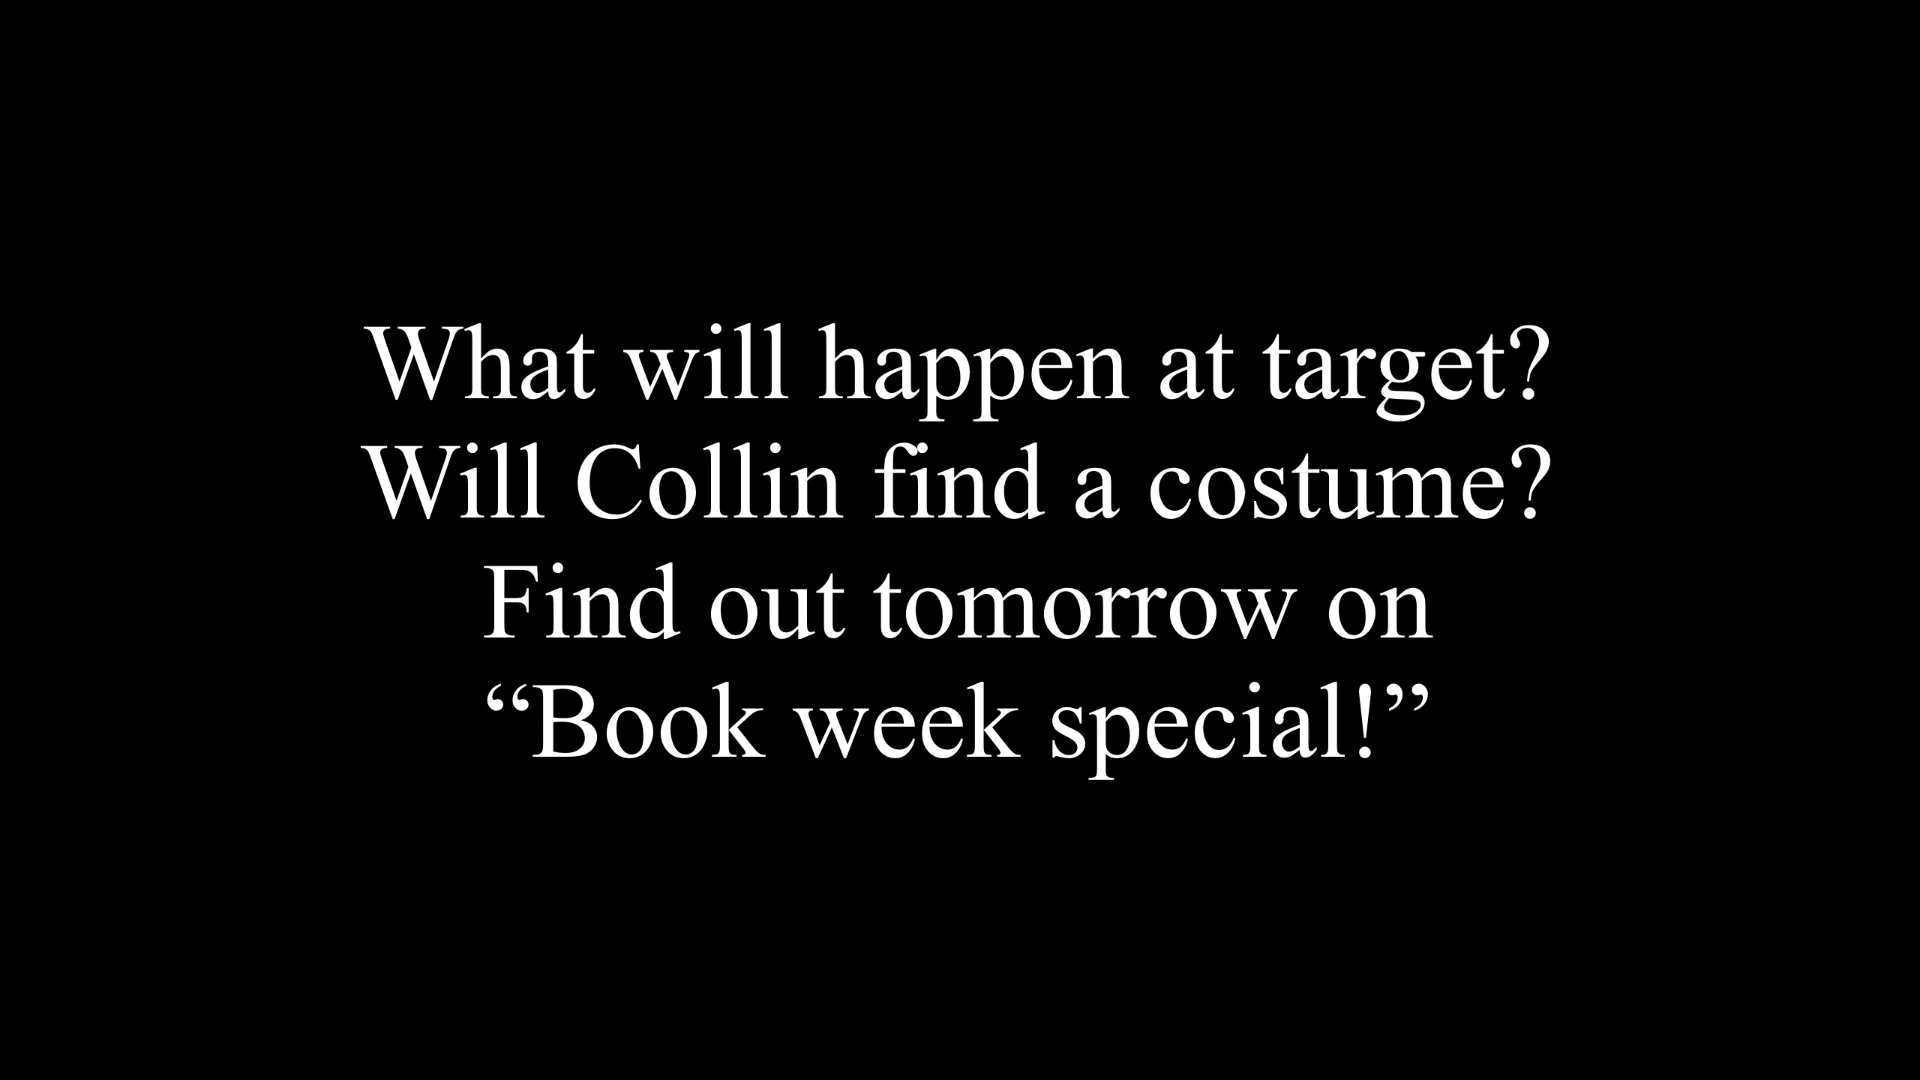 What will happen at target?
Will Collin find a costume?
Find out tomorrow on
“Book week special!”